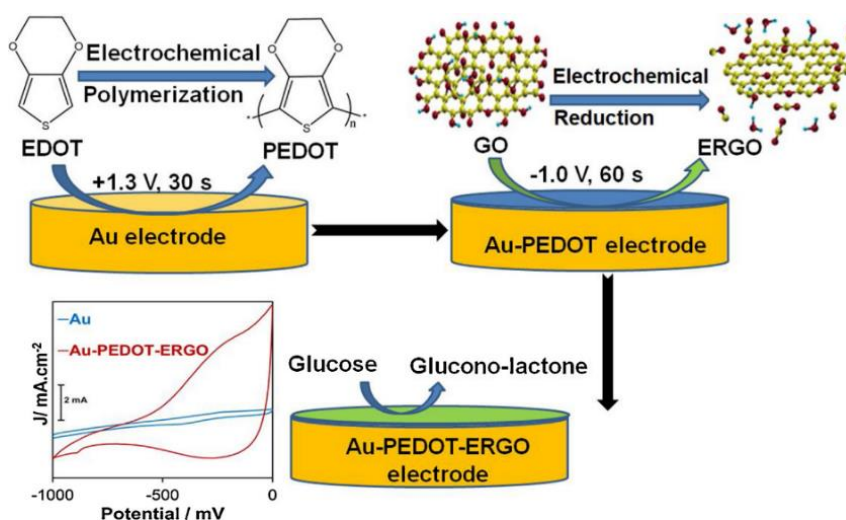 Electrochemical
Polymerization
O
O
S
EDOT
O
O
S
n
PEDOT
+1.3 V, 30 s
Au electrode
Electrochemical
Reduction
GO
ERGO
-1.0 V, 60 s
Au-PEDOT electrode
J/ mA.cm⁻²
Au
Au-PEDOT-ERGO
2 mA
-1000
-500
0
Potential / mV
Glucose
Glucono-lactone
Au-PEDOT-ERGO
electrode